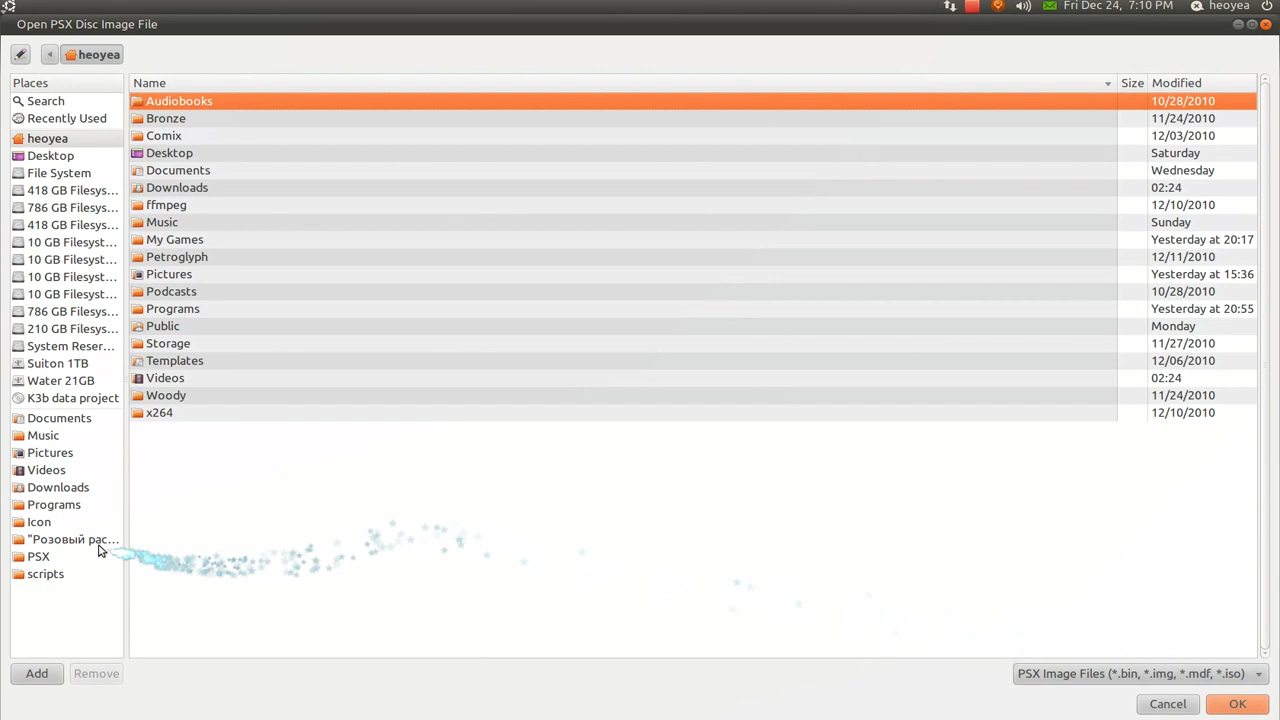 Fri Dec 24, 7:10 PM heoyea
Open PSX Disc Image File
heoyea
Places
Search
Recently Used
heoyea
Desktop
File System
418 GB Filesys...
786 GB Filesys...
418 GB Filesys...
10 GB Filesyst...
10 GB Filesyst...
10 GB Filesyst...
10 GB Filesyst...
786 GB Filesys...
210 GB Filesys...
System Reser...
Suiton 1TB
Water 21GB
K3b data project
Documents
Music
Pictures
Videos
Downloads
Programs
Icon
"Розовый рас...
PSX
scripts
Name Size Modified
Audiobooks 10/28/2010
Bronze 11/24/2010
Comix 12/03/2010
Desktop Saturday
Documents Wednesday
Downloads 02:24
ffmpeg 12/10/2010
Music Sunday
My Games Yesterday at 20:17
Petroglyph 12/11/2010
Pictures Yesterday at 15:36
Podcasts 10/28/2010
Programs Yesterday at 20:55
Public Monday
Storage 11/27/2010
Templates 12/06/2010
Videos 02:24
Woody 11/24/2010
x264 12/10/2010
Add Remove
PSX Image Files (*.bin, *.img, *.mdf, *.iso)
Cancel OK